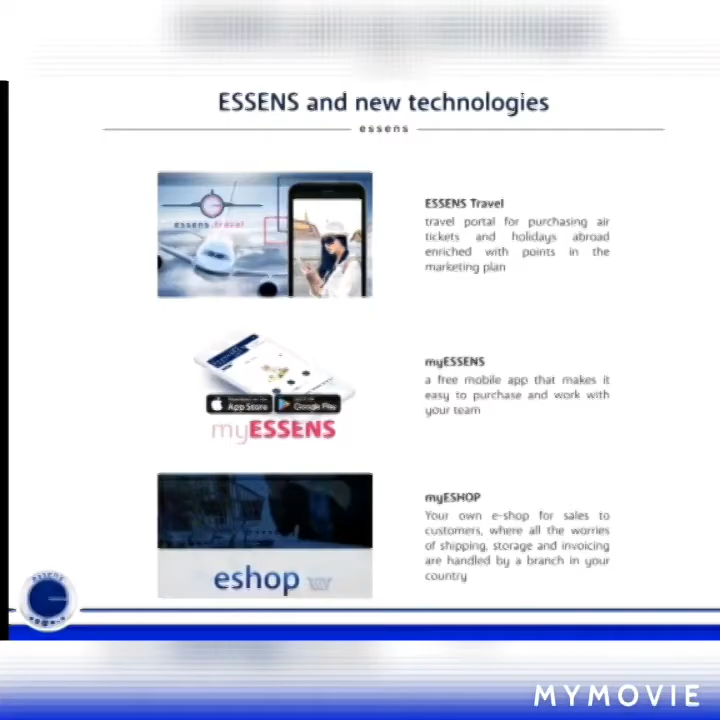 ESSENS and new technologies
essens
essens.travel
ESSENS Travel
travel portal for purchasing air
tickets and holidays abroad
enriched with points in the
marketing plan
App Store
Google Play
myESSENS
myESSENS
a free mobile app that makes it
easy to purchase and work with
your team
eshop
myESHOP
Your own e-shop for sales to
customers, where all the worries
of shipping, storage and invoicing
are handled by a branch in your
country
ESSENS
MYMOVIE